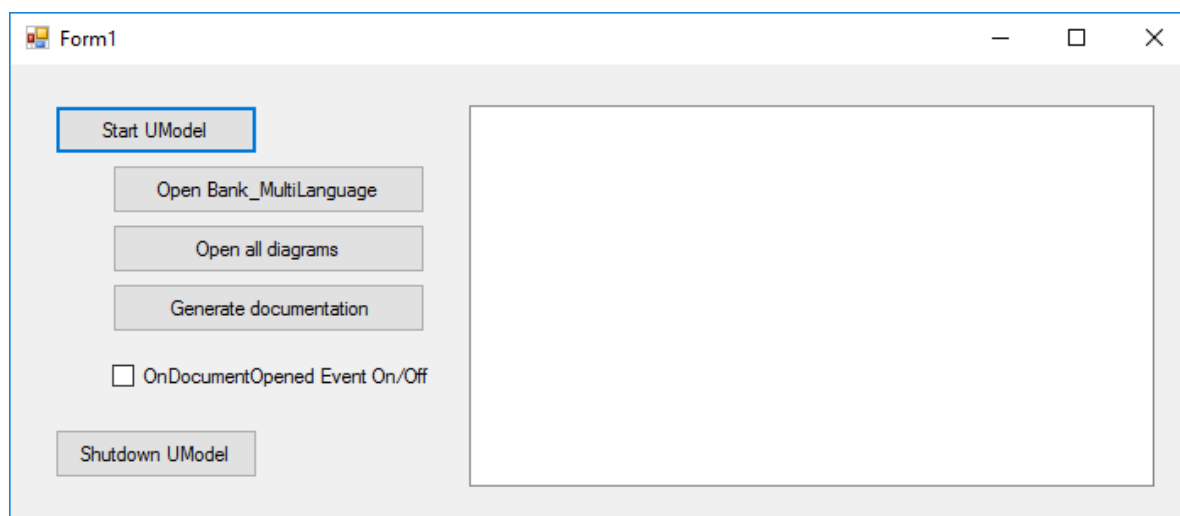 Form1
Start UModel
Open Bank_MultiLanguage
Open all diagrams
Generate documentation
OnDocumentOpened Event On/Off
Shutdown UModel